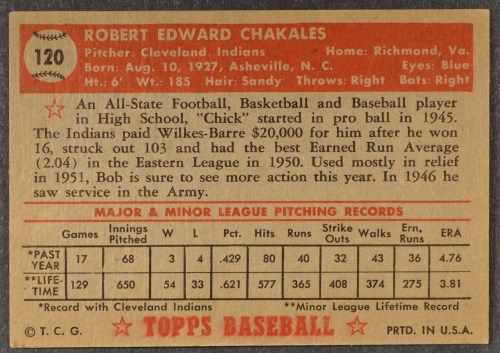 120
ROBERT EDWARD CHAKALES
Pitcher: Cleveland Indians Home: Richmond, Va.
Born: Aug. 10, 1927, Asheville, N. C. Eyes: Blue
Ht.: 6' Wt.: 185 Hair: Sandy Throws: Right Bats: Right
An All-State Football, Basketball and Baseball player
in High School, "Chick" started in pro ball in 1945.
The Indians paid Wilkes-Barre $20,000 for him after he won
16, struck out 103 and had the best Earned Run Average
(2.04) in the Eastern League in 1950. Used mostly in relief
in 1951, Bob is sure to see more action this year. In 1946 he
saw service in the Army.
MAJOR & MINOR LEAGUE PITCHING RECORDS
Games Innings Pitched W L Pct. Hits Runs Strike Outs Walks Ern. Runs ERA
*PAST YEAR 17 68 3 4 .429 80 40 32 43 36 4.76
**LIFE-TIME 129 650 54 33 .621 577 365 408 374 275 3.81
*Record with Cleveland Indians **Minor League Lifetime Record
© T. C. G. TOPPS BASEBALL PRTD. IN U.S.A.